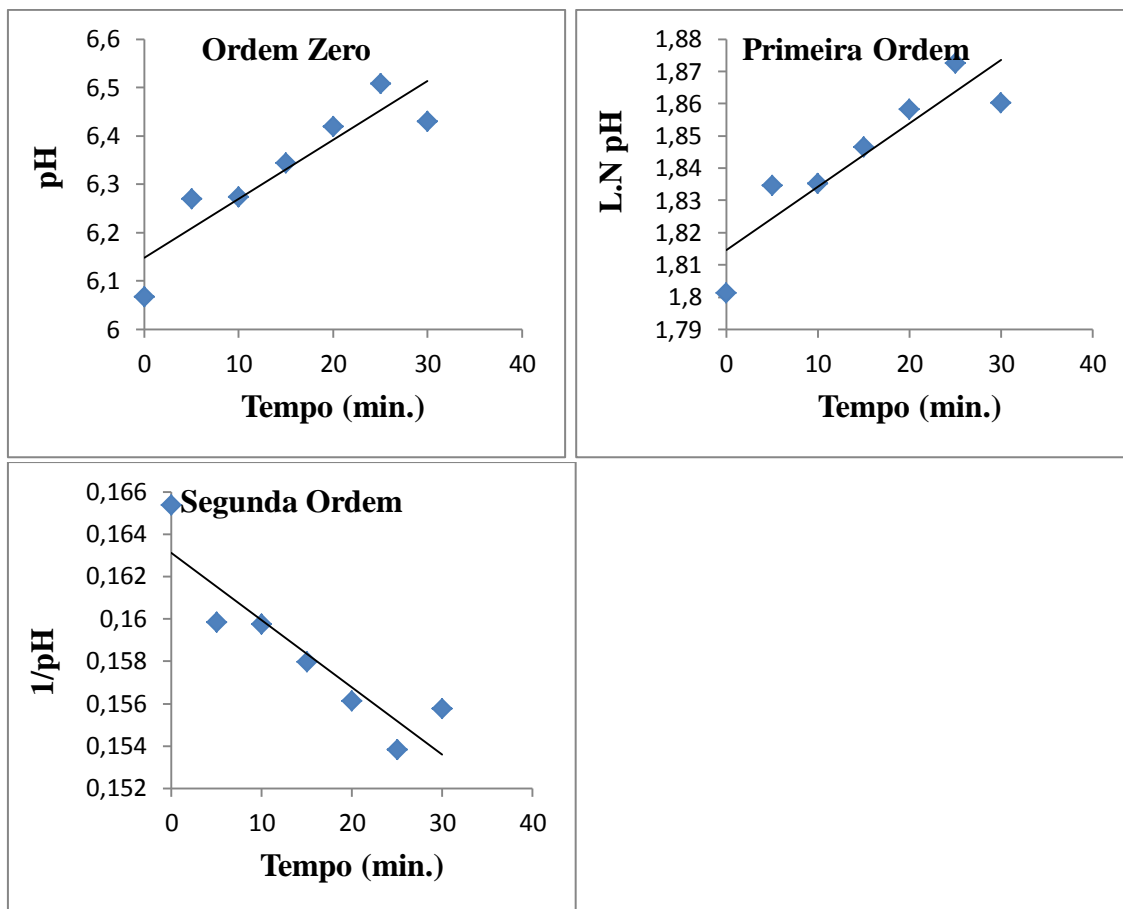 Ordem Zero
pH
6,6
6,5
6,4
6,3
6,2
6,1
6
0 10 20 30 40
Tempo (min.)
Primeira Ordem
L.N pH
1,88
1,87
1,86
1,85
1,84
1,83
1,82
1,81
1,8
1,79
0 10 20 30 40
Tempo (min.)
Segunda Ordem
1/pH
0,166
0,164
0,162
0,16
0,158
0,156
0,154
0,152
0 10 20 30 40
Tempo (min.)